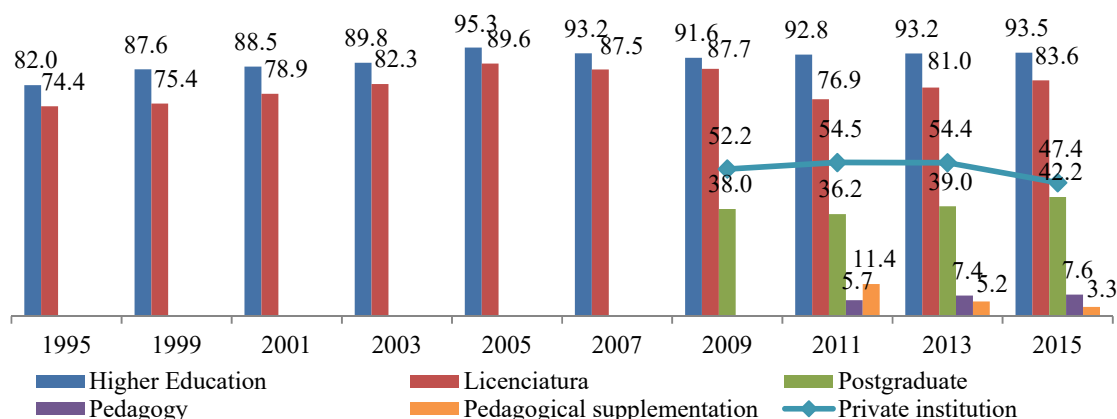 82.0 87.6 88.5 89.8 95.3 93.2 91.6 92.8 93.2 93.5
74.4 75.4 78.9 82.3 89.6 87.5 87.7 76.9 81.0 83.6
52.2 54.5 54.4 47.4
38.0 36.2 39.0 42.2
5.7 11.4 7.4 5.2 7.6 3.3
1995 1999 2001 2003 2005 2007 2009 2011 2013 2015
Higher Education Licenciatura Postgraduate
Pedagogy Pedagogical supplementation Private institution